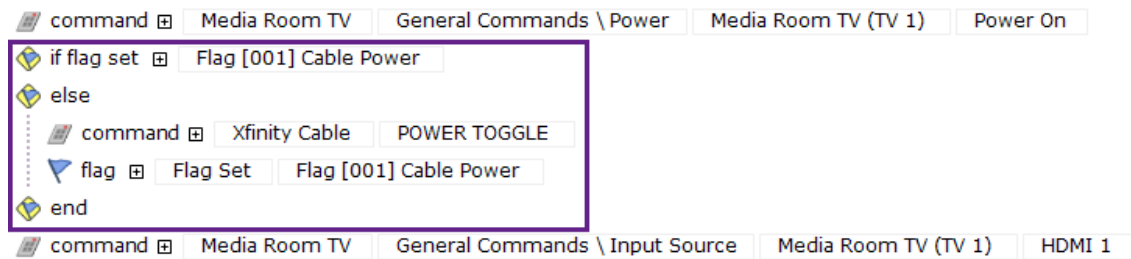 command Media Room TV General Commands \ Power Media Room TV (TV 1) Power On
if flag set Flag [001] Cable Power
else
command Xfinity Cable POWER TOGGLE
flag Flag Set Flag [001] Cable Power
end
command Media Room TV General Commands \ Input Source Media Room TV (TV 1) HDMI 1